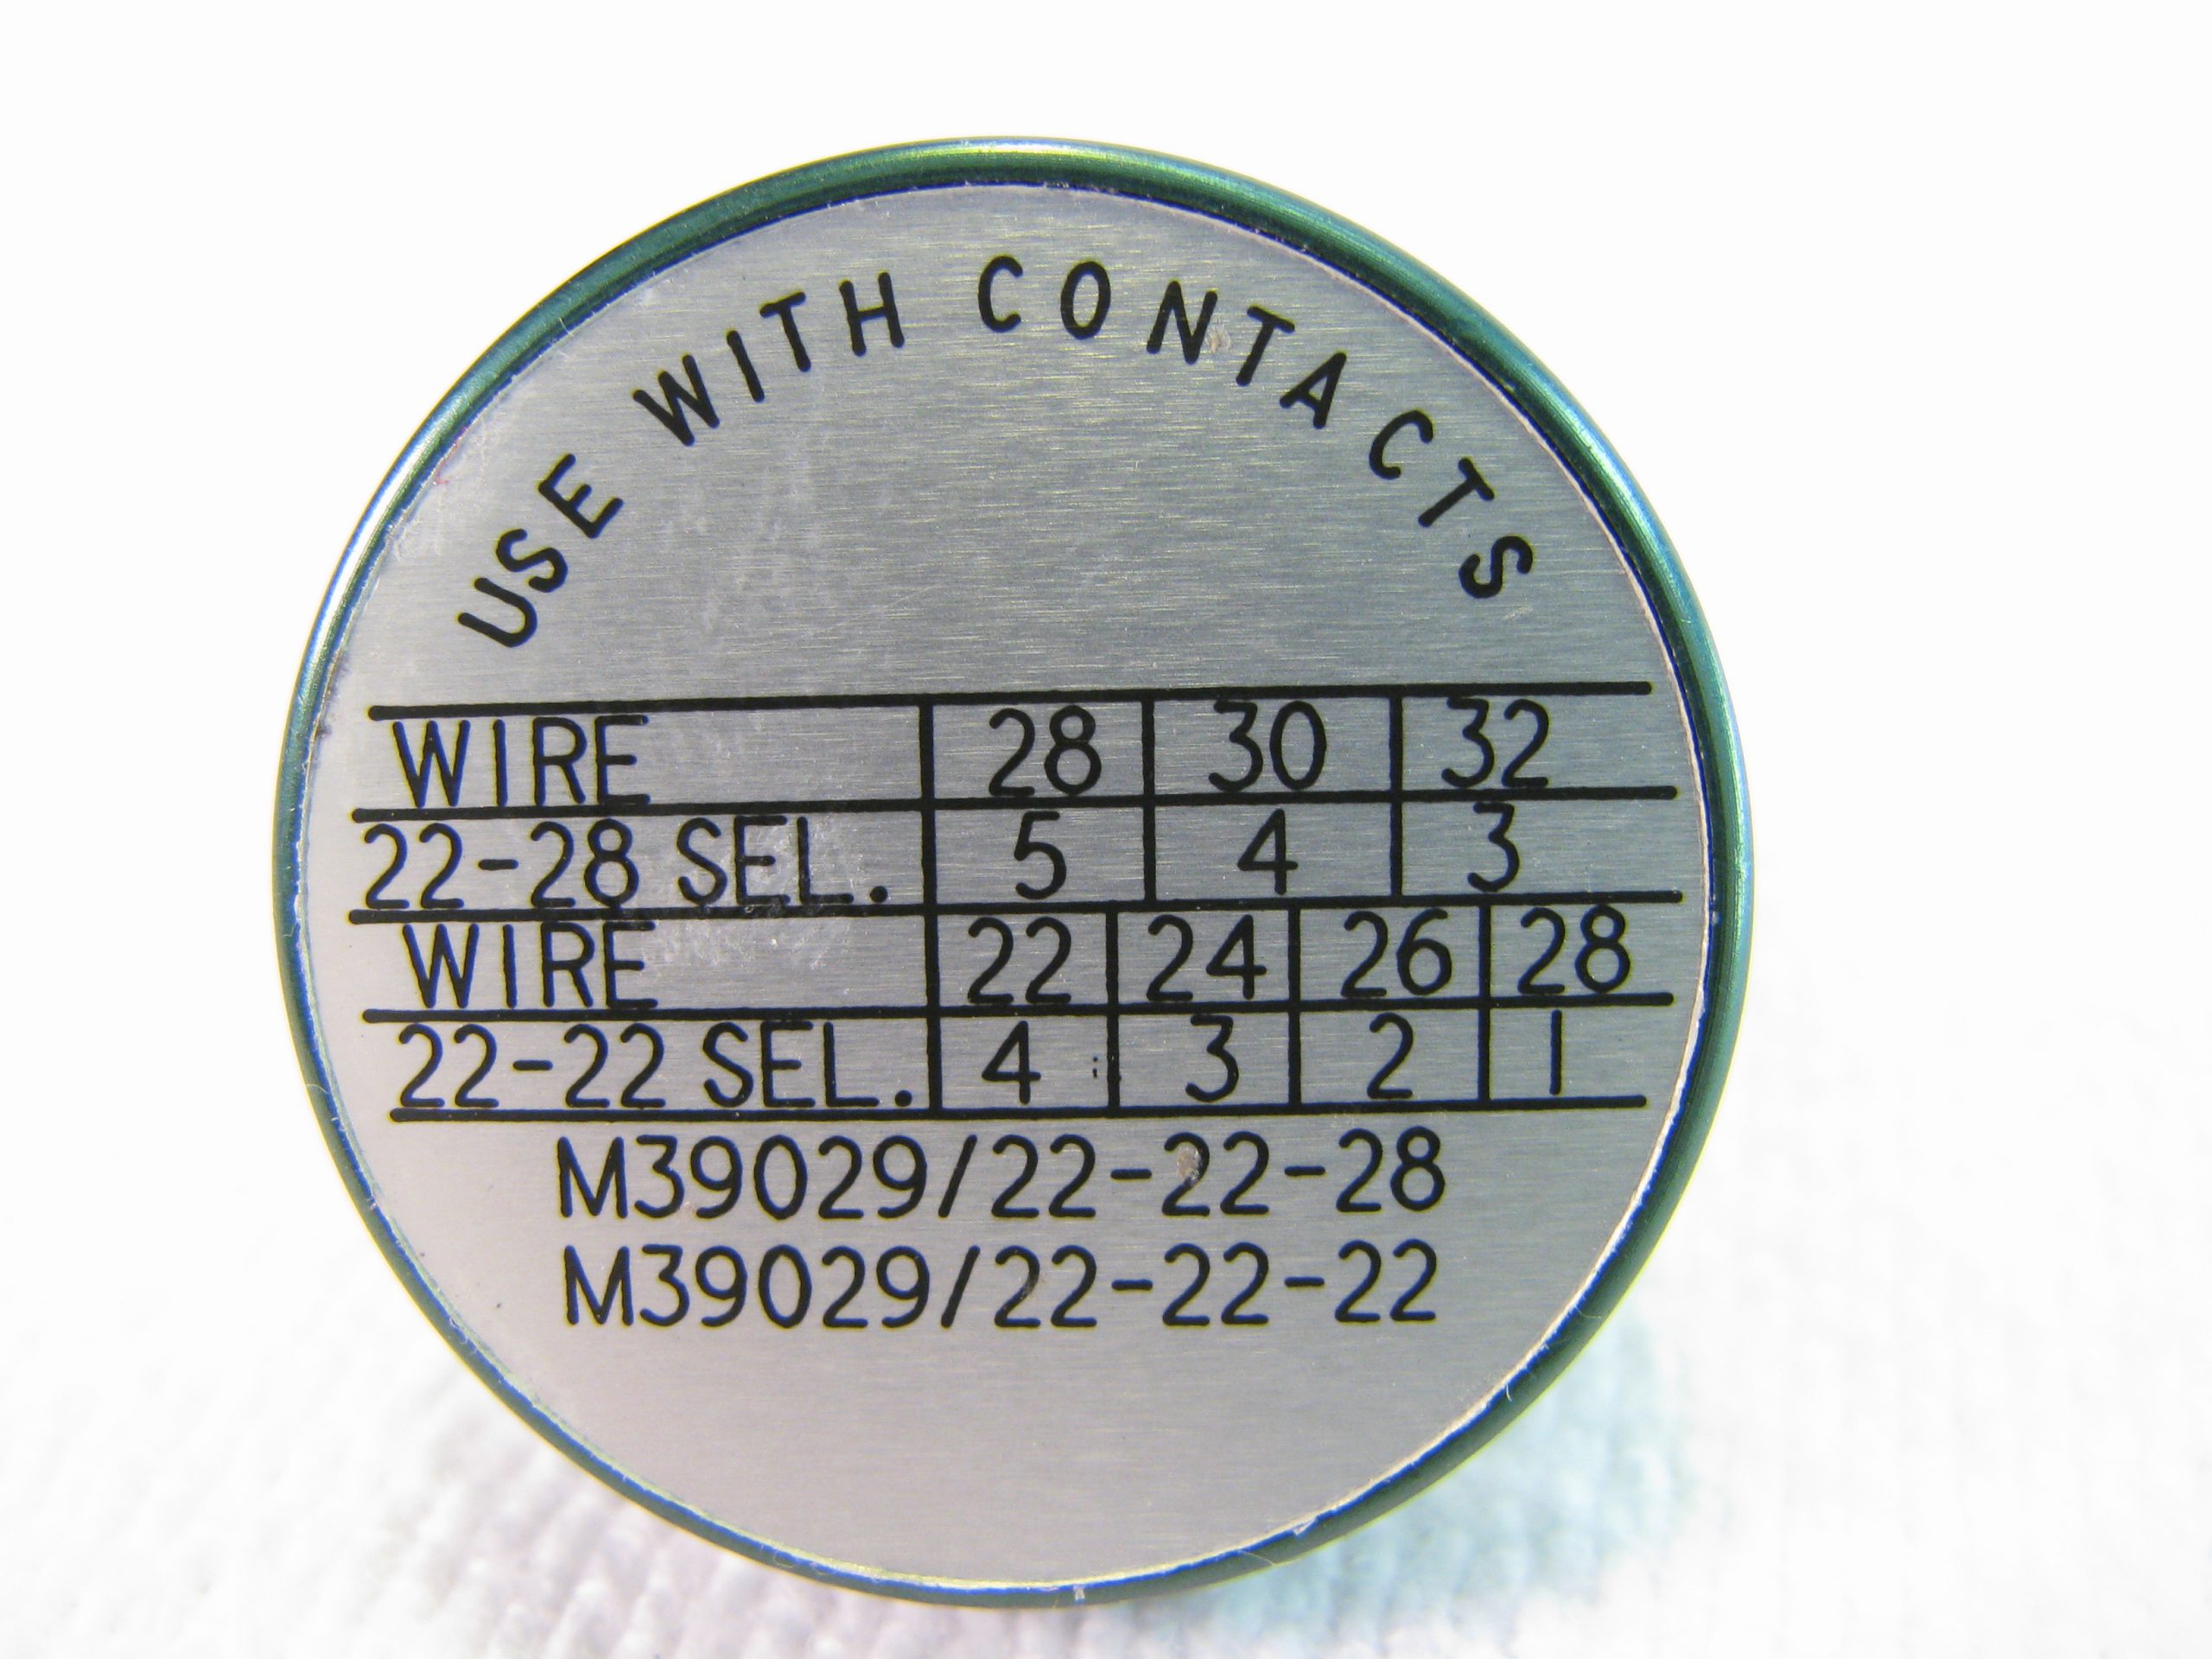 USE WITH CONTACTS
WIRE 28 30 32
22-28 SEL. 5 4 3
WIRE 22 24 26 28
22-22 SEL. 4 3 2 1
M39029/22-22-28
M39029/22-22-22